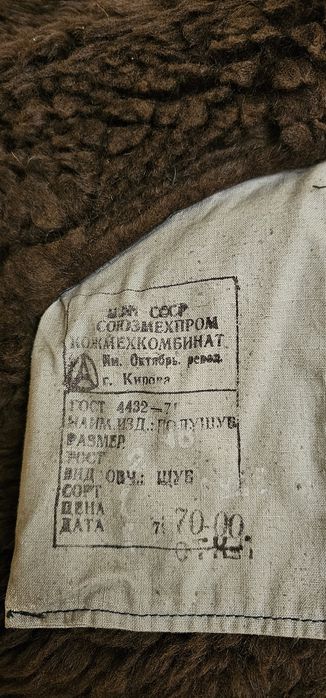 МЛП СССР
СОЮЗМЕХПРОМ
КОЖМЕХКОМБИНАТ
Им. Октябрь. револ.
г. Кирова
ГОСТ 4432-71
НАИМ.ИЗД.: ПОЛУШУБ
РАЗМЕР
РОСТ
ВИД ОВЧ.: ШУБ
СОРТ
ЦЕНА 70-00
ДАТА